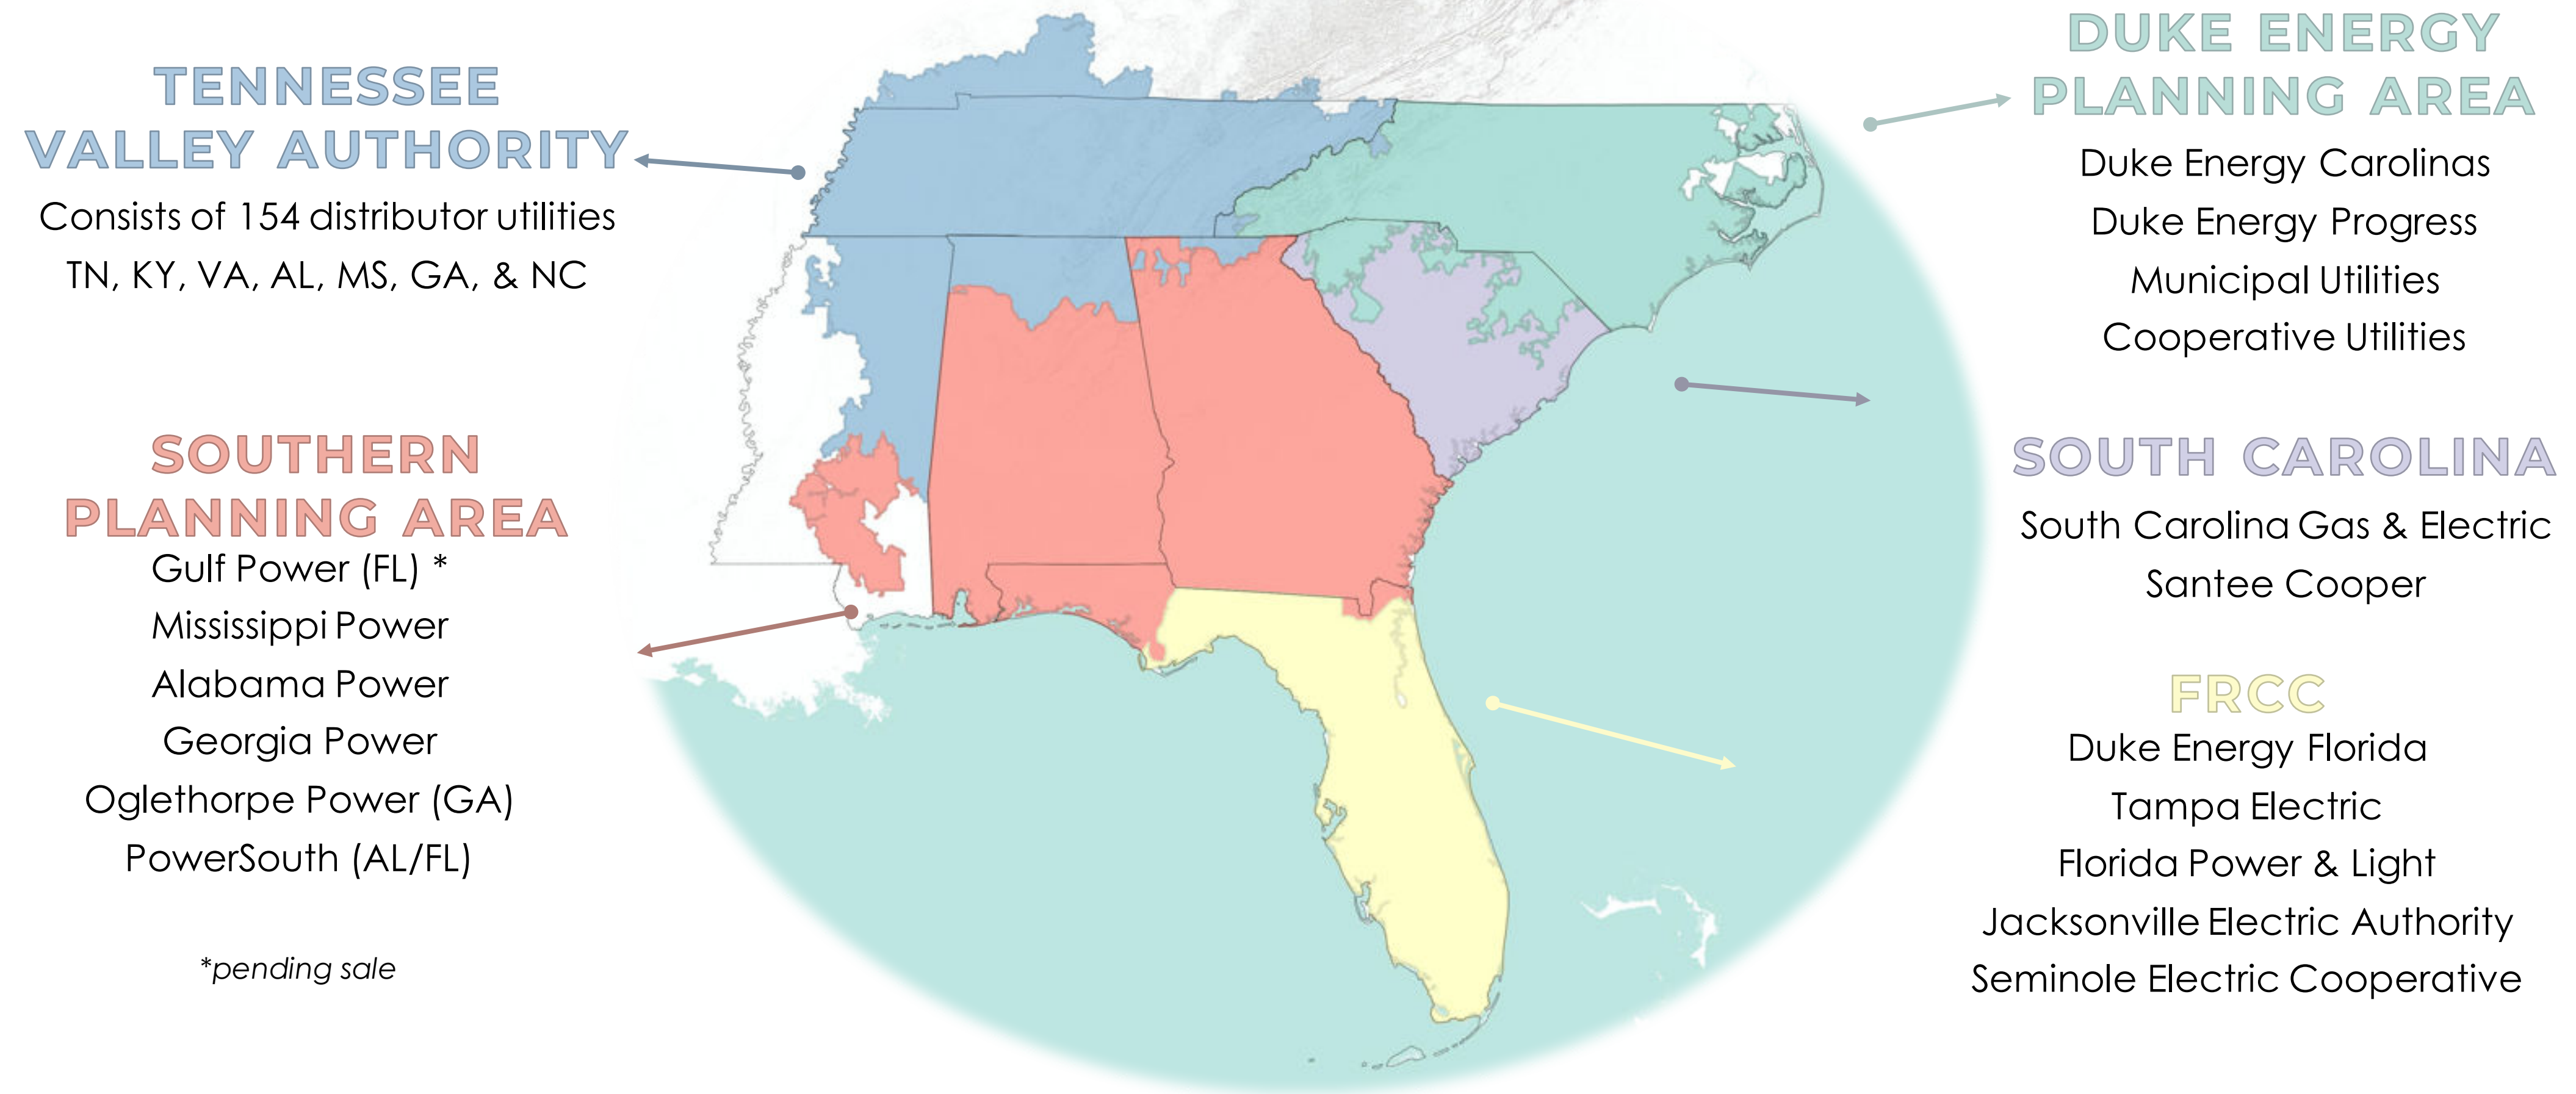 TENNESSEE
VALLEY AUTHORITY
Consists of 154 distributor utilities
TN, KY, VA, AL, MS, GA, & NC
SOUTHERN
PLANNING AREA
Gulf Power (FL) *
Mississippi Power
Alabama Power
Georgia Power
Oglethorpe Power (GA)
PowerSouth (AL/FL)
*pending sale
DUKE ENERGY
PLANNING AREA
Duke Energy Carolinas
Duke Energy Progress
Municipal Utilities
Cooperative Utilities
SOUTH CAROLINA
South Carolina Gas & Electric
Santee Cooper
FRCC
Duke Energy Florida
Tampa Electric
Florida Power & Light
Jacksonville Electric Authority
Seminole Electric Cooperative